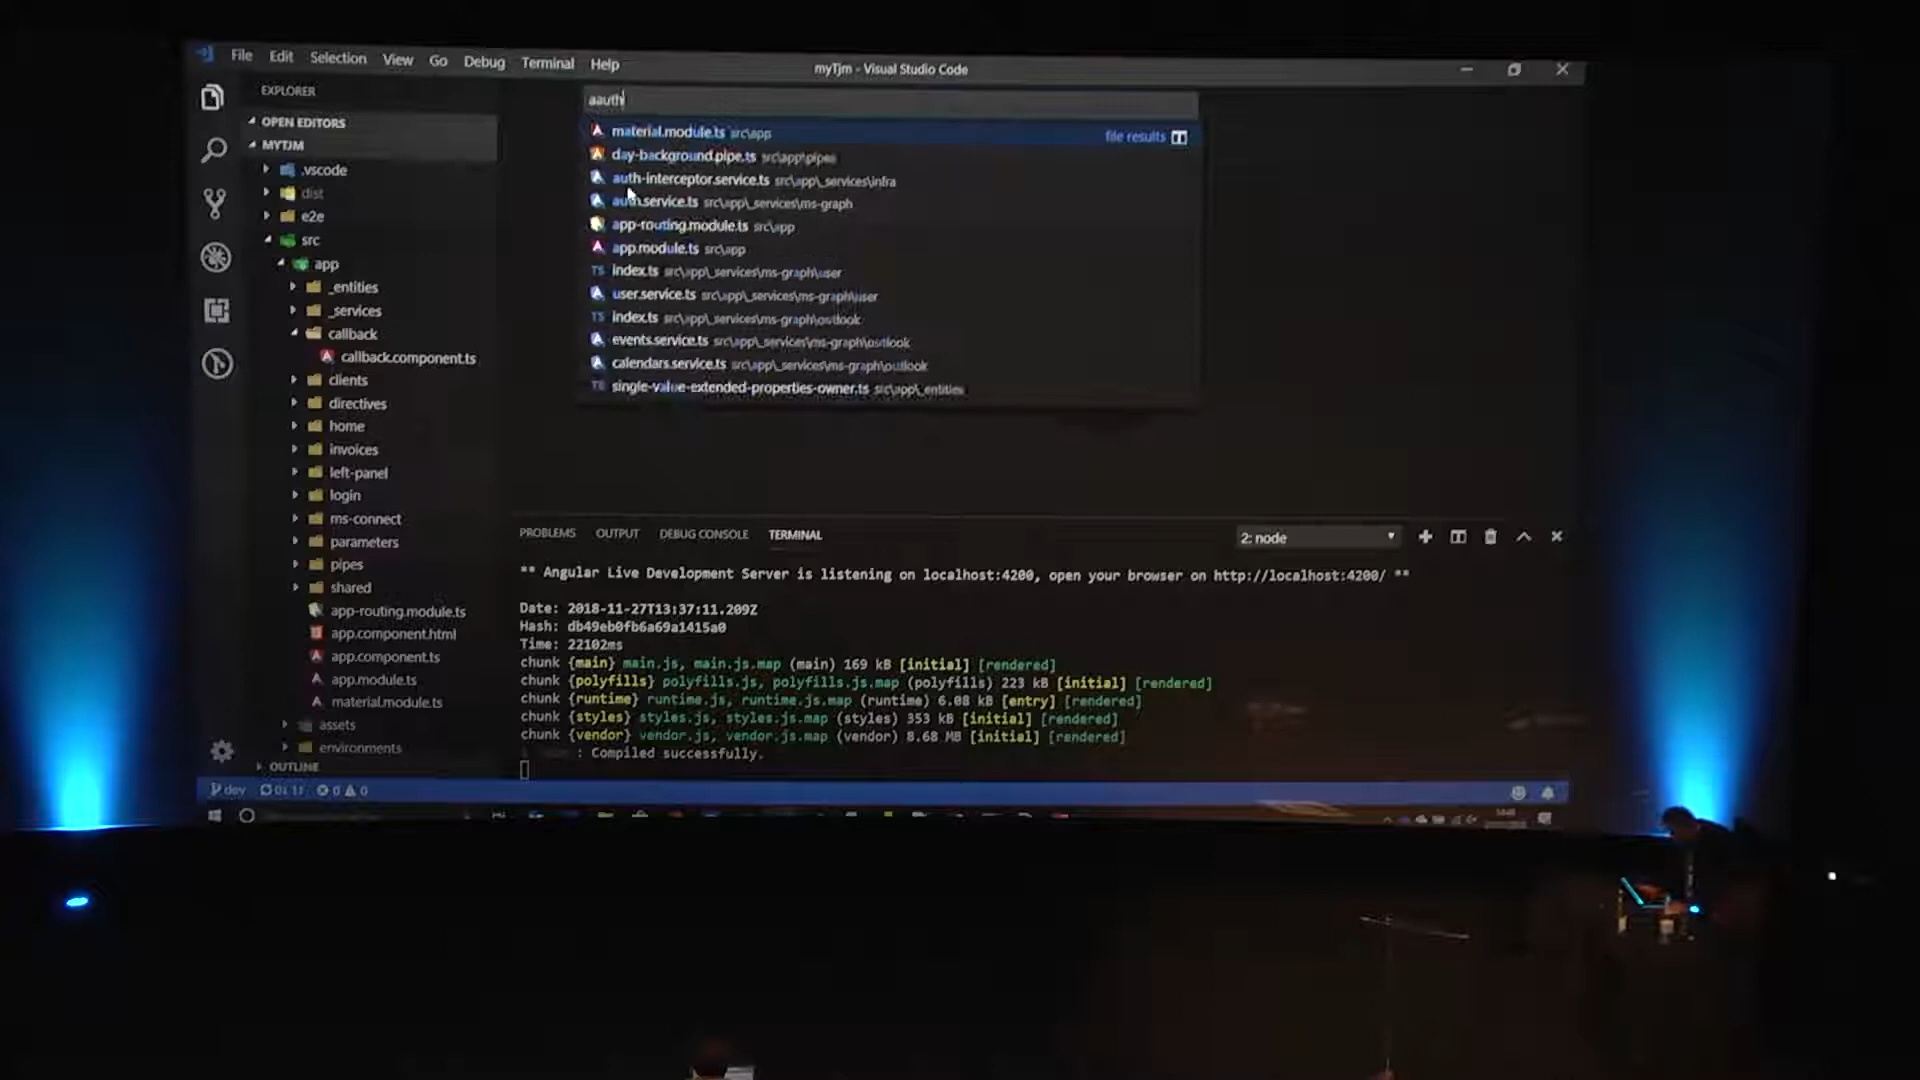 File Edit Selection View Go Debug Terminal Help
myTjm - Visual Studio Code
EXPLORER
OPEN EDITORS
MYTJM
.vscode
dist
e2e
src
app
_entities
_services
callback
callback.component.ts
clients
directives
home
invoices
left-panel
login
ms-connect
parameters
pipes
shared
app-routing.module.ts
app.component.html
app.component.ts
app.module.ts
material.module.ts
assets
environments
OUTLINE
aauth
material.module.ts src\app file results
day-background.pipe.ts src\app\pipes
auth-interceptor.service.ts src\app\_services\infra
auth.service.ts src\app\_services\ms-graph
app-routing.module.ts src\app
app.module.ts src\app
TS index.ts src\app\_services\ms-graph\user
user.service.ts src\app\_services\ms-graph\user
TS index.ts src\app\_services\ms-graph\outlook
events.service.ts src\app\_services\ms-graph\outlook
calendars.service.ts src\app\_services\ms-graph\outlook
TS single-value-extended-properties-owner.ts src\app\_entities
PROBLEMS OUTPUT DEBUG CONSOLE TERMINAL 2: node
** Angular Live Development Server is listening on localhost:4200, open your browser on http://localhost:4200/ **
Date: 2018-11-27T13:37:11.209Z
Hash: db49eb0fb6a69a1415a0
Time: 22102ms
chunk {main} main.js, main.js.map (main) 169 kB [initial] [rendered]
chunk {polyfills} polyfills.js, polyfills.js.map (polyfills) 223 kB [initial] [rendered]
chunk {runtime} runtime.js, runtime.js.map (runtime) 6.08 kB [entry] [rendered]
chunk {styles} styles.js, styles.js.map (styles) 353 kB [initial] [rendered]
chunk {vendor} vendor.js, vendor.js.map (vendor) 8.68 MB [initial] [rendered]
: Compiled successfully.
dev 0 0